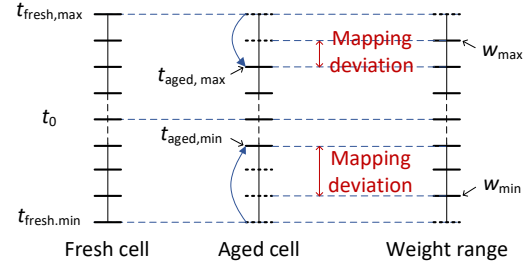 t_fresh,max
Mapping
deviation
w_max
t_aged, max
t_0
t_aged,min
Mapping
deviation
w_min
t_fresh.min
Fresh cell Aged cell Weight range